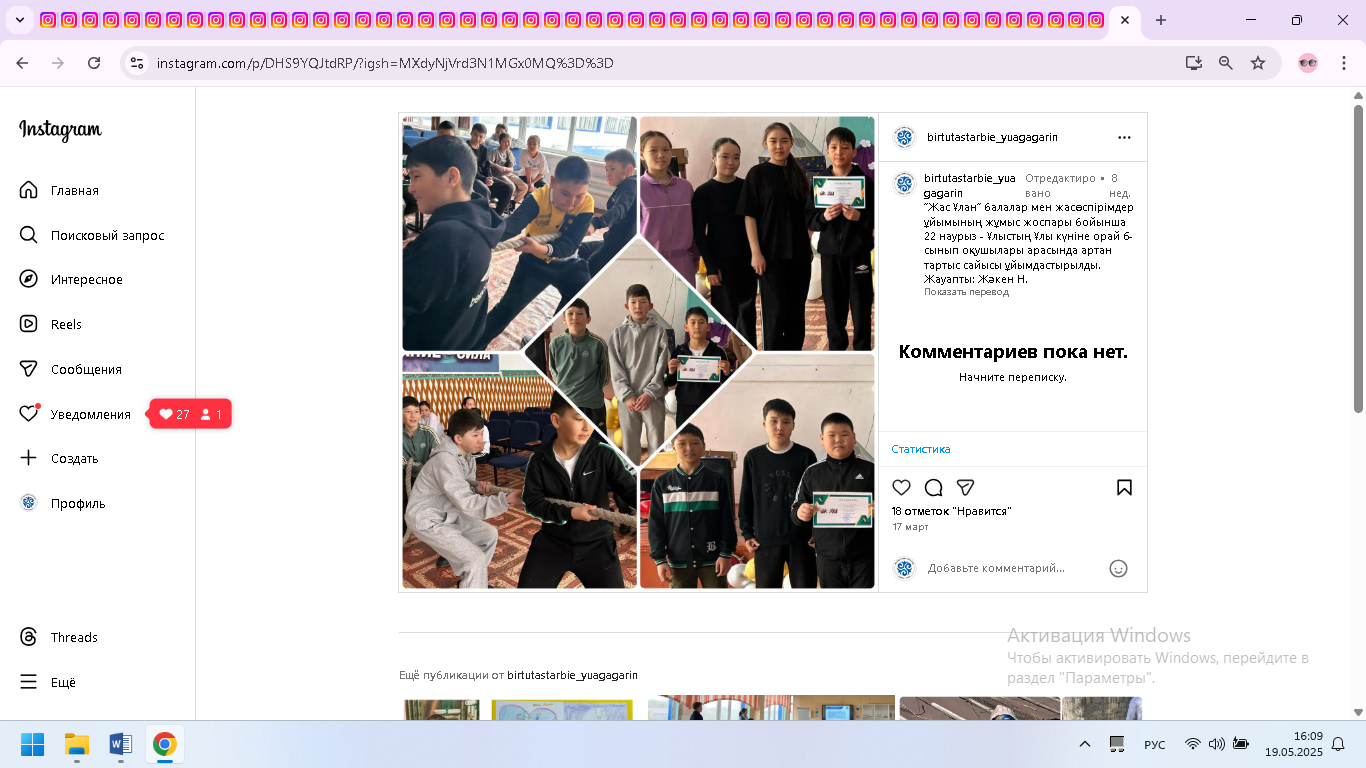 instagram.com/p/DHS9YQJtdRP/?igsh=MXdyNjVrd3N1MGx0MQ%3D%3D
Instagram
Главная
Поисковый запрос
Интересное
Reels
Сообщения
Уведомления
27 1
Создать
Профиль
Threads
Ещё
СИЛА
birtutastarbie_yuagagarin
birtutastarbie_yua
gagarin
Отредактиро
вано
• 8
нед.
"Жас Ұлан" балалар мен жасөспірімдер
ұйымының жұмыс жоспары бойынша
22 наурыз - Ұлыстың Ұлы күніне орай 6-
сынып оқушылары арасында арқан
тартыс сайысы ұйымдастырылды.
Жауапты: Жәкен Н.
Показать перевод
Комментариев пока нет.
Начните переписку.
Статистика
18 отметок "Нравится"
17 март
Добавьте комментарий...
Ещё публикации от birtutastarbie_yuagagarin
Активация Windows
Чтобы активировать Windows, перейдите в
раздел "Параметры".
РУС
16:09
19.05.2025